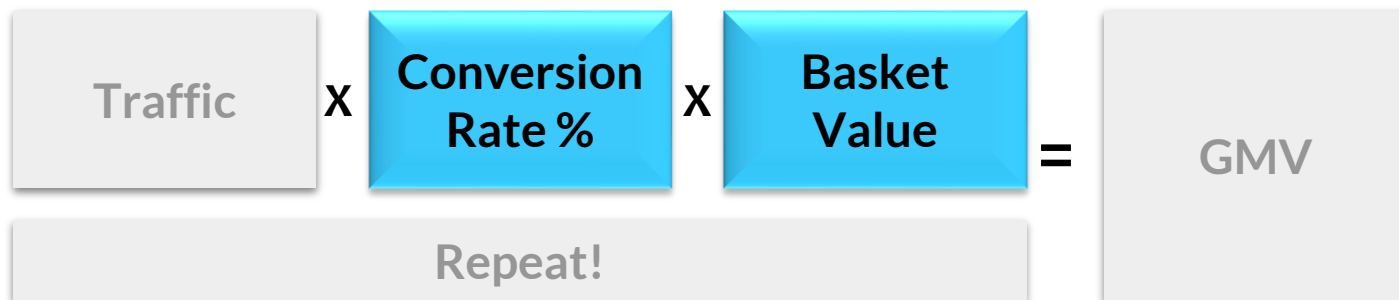 Traffic
X
Conversion
Rate %
X
Basket
Value
=
GMV
Repeat!